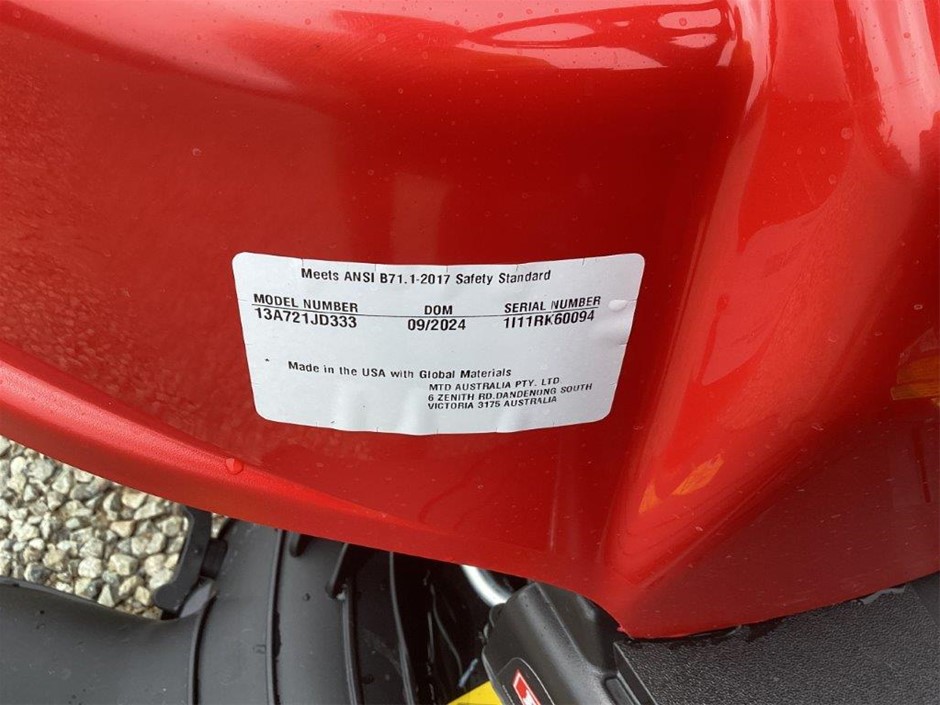 Meets ANSI B71.1-2017 Safety Standard
MODEL NUMBER DOM SERIAL NUMBER
13A721JD333 09/2024 1I11RK60094
Made in the USA with Global Materials
MTD AUSTRALIA PTY. LTD
6 ZENITH RD.DANDENONG SOUTH
VICTORIA 3175 AUSTRALIA